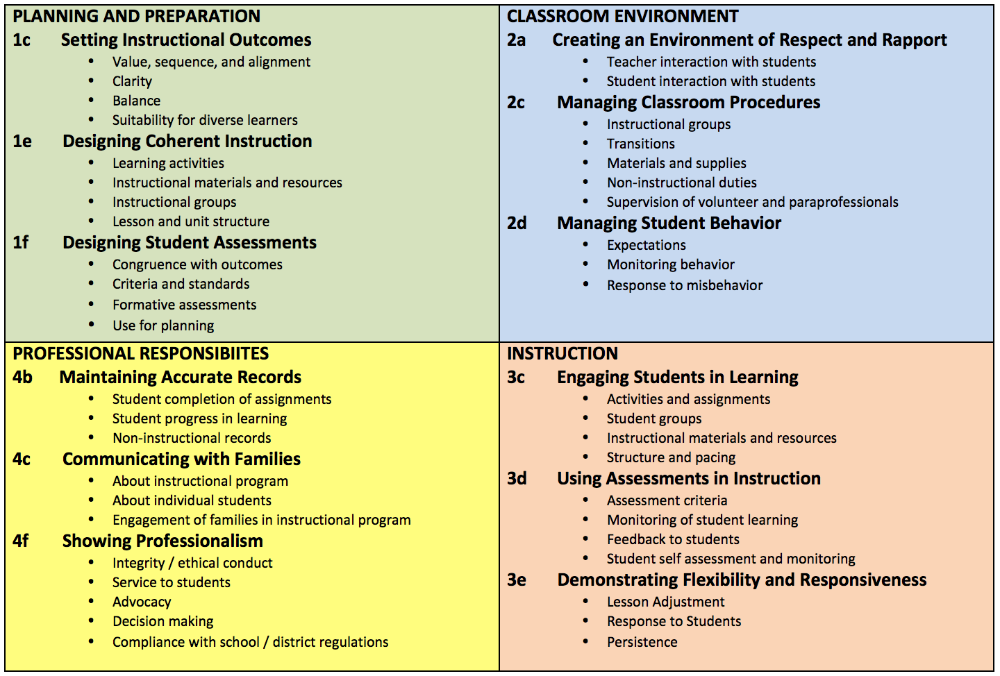 PLANNING AND PREPARATION
1c Setting Instructional Outcomes
• Value, sequence, and alignment
• Clarity
• Balance
• Suitability for diverse learners
1e Designing Coherent Instruction
• Learning activities
• Instructional materials and resources
• Instructional groups
• Lesson and unit structure
1f Designing Student Assessments
• Congruence with outcomes
• Criteria and standards
• Formative assessments
• Use for planning
CLASSROOM ENVIRONMENT
2a Creating an Environment of Respect and Rapport
• Teacher interaction with students
• Student interaction with students
2c Managing Classroom Procedures
• Instructional groups
• Transitions
• Materials and supplies
• Non-instructional duties
• Supervision of volunteer and paraprofessionals
2d Managing Student Behavior
• Expectations
• Monitoring behavior
• Response to misbehavior
PROFESSIONAL RESPONSIBIITES
4b Maintaining Accurate Records
• Student completion of assignments
• Student progress in learning
• Non-instructional records
4c Communicating with Families
• About instructional program
• About individual students
• Engagement of families in instructional program
4f Showing Professionalism
• Integrity / ethical conduct
• Service to students
• Advocacy
• Decision making
• Compliance with school / district regulations
INSTRUCTION
3c Engaging Students in Learning
• Activities and assignments
• Student groups
• Instructional materials and resources
• Structure and pacing
3d Using Assessments in Instruction
• Assessment criteria
• Monitoring of student learning
• Feedback to students
• Student self assessment and monitoring
3e Demonstrating Flexibility and Responsiveness
• Lesson Adjustment
• Response to Students
• Persistence